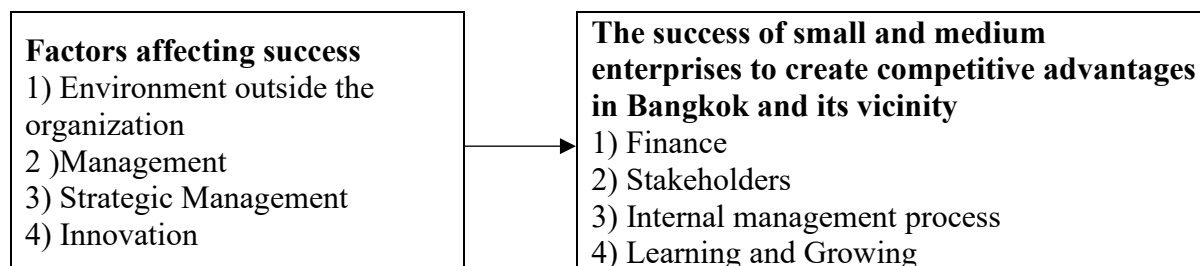 Factors affecting success
1) Environment outside the
organization
2 )Management
3) Strategic Management
4) Innovation
The success of small and medium
enterprises to create competitive advantages
in Bangkok and its vicinity
1) Finance
2) Stakeholders
3) Internal management process
4) Learning and Growing